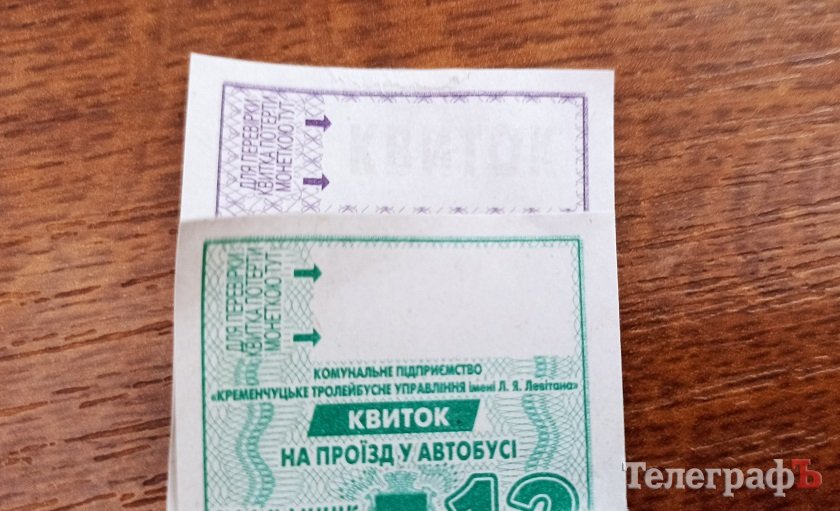 ДЛЯ ПЕРЕВІРКИ
КВИТКА ПОТЕРТИ
МОНЕТКОЮ ТУТ
КВИТОК
ДЛЯ ПЕРЕВІРКИ
КВИТКА ПОТЕРТИ
МОНЕТКОЮ ТУТ
КОМУНАЛЬНЕ ПІДПРИЄМСТВО
«КРЕМЕНЧУЦЬКЕ ТРОЛЕЙБУСНЕ УПРАВЛІННЯ імені Л. Я. Левітана»
КВИТОК
НА ПРОЇЗД У АВТОБУСІ
12
ТелеграфЪ